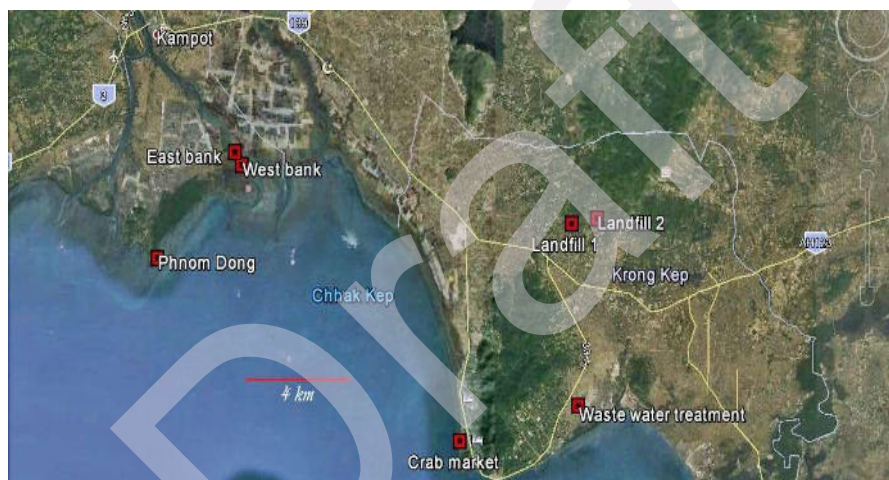 Kampot
3
East bank
West bank
Phnom Dong
Chhak Kep
4 km
Landfill 2
Landfill 1
Krong Kep
Waste water treatment
Crab market
Draft